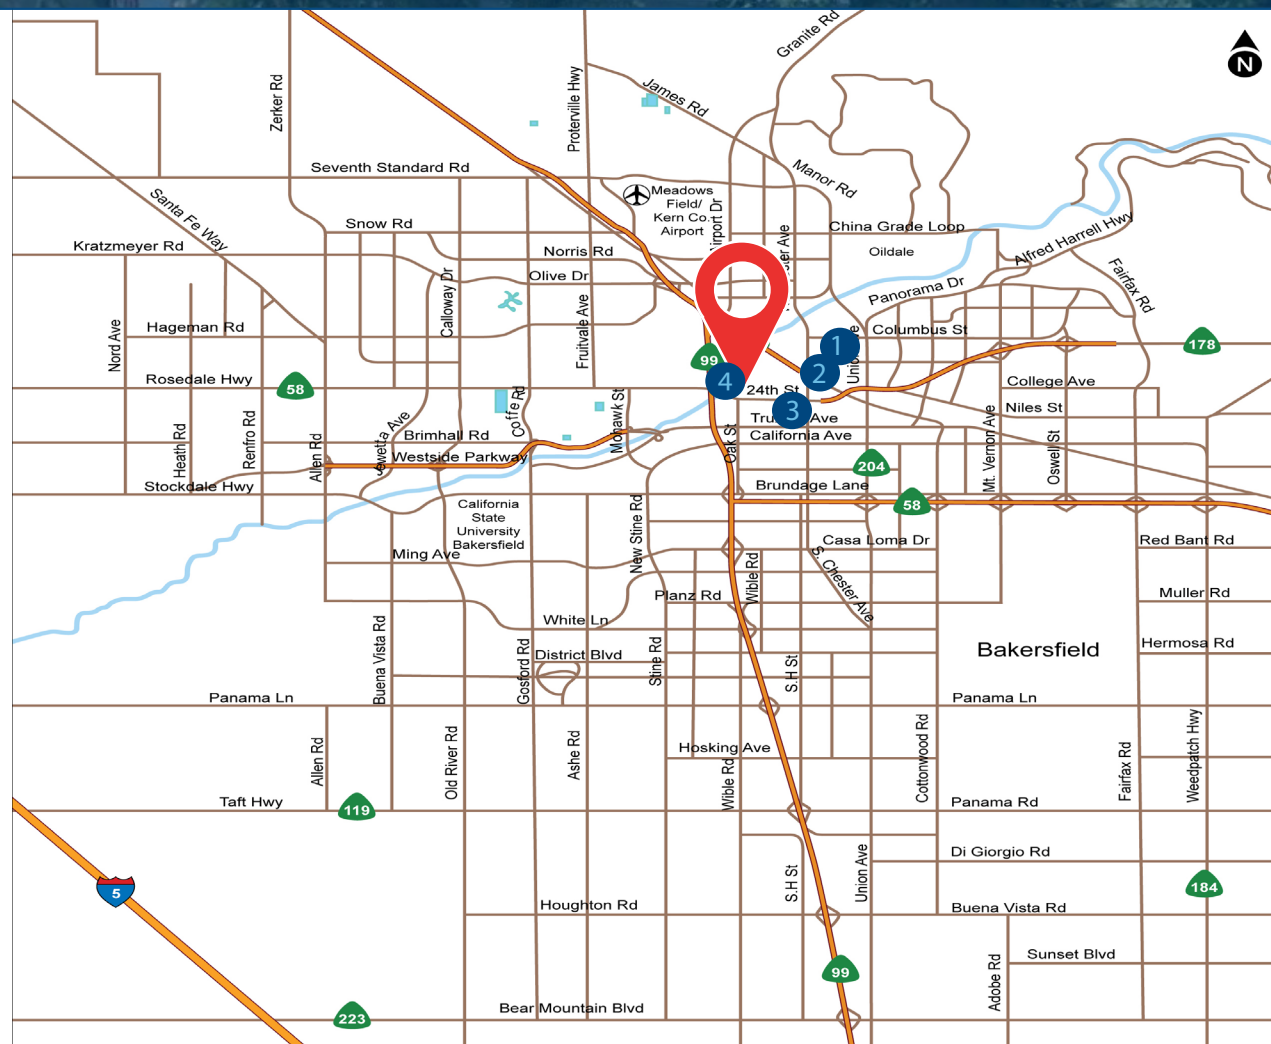 Granite Rd
N
Zerker Rd
Proterville Hwy
James Rd
Seventh Standard Rd
Manor Rd
Meadows
Field/
Kern Co.
Airport
Santa Fe Way
Snow Rd
China Grade Loop
Kratzmeyer Rd
Norris Rd
Oildale
Alfred Harrell Hwy
Olive Dr
Fairfax Rd
Panorama Dr
Calloway Dr
Nord Ave
Hageman Rd
Fruitvale Ave
Columbus St
1
178
99
2
Rosedale Hwy
58
4
24th St
College Ave
3
Niles St
Coffe Rd
Mohawk St
Jewetta Ave
Heath Rd
Renfro Rd
Allen Rd
Brimhall Rd
Oak St
California Ave
Westside Parkway
204
Mt. Vernon Ave
Oswell St
Stockdale Hwy
Brundage Lane
58
California
State
University
Bakersfield
New Stine Rd
Casa Loma Dr
Red Bant Rd
Ming Ave
S. Chester Ave
Wible Rd
Planz Rd
Muller Rd
White Ln
Buena Vista Rd
Gosford Rd
District Blvd
Stine Rd
S.H St
Bakersfield
Hermosa Rd
Panama Ln
Panama Ln
Allen Rd
Old River Rd
Ashe Rd
Hosking Ave
Wible Rd
Cottonwood Rd
Fairfax Rd
Weedpatch Hwy
Taft Hwy
119
Panama Rd
Di Giorgio Rd
S.H St
Union Ave
5
184
Houghton Rd
Buena Vista Rd
Sunset Blvd
99
Adobe Rd
Bear Mountain Blvd
223